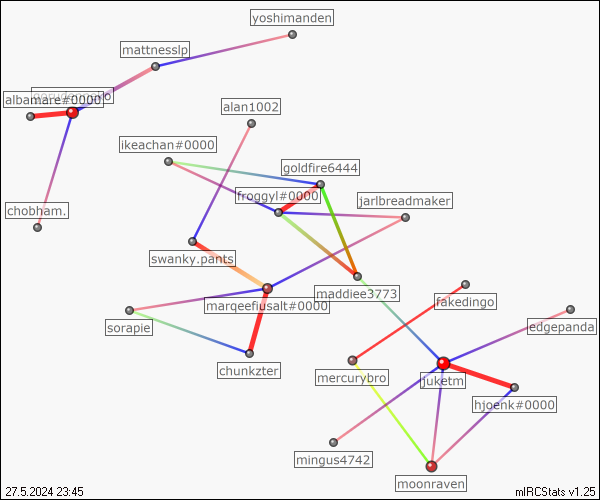 yoshimanden
mattnesslp
albamare#0000
alan1002
ikeachan#0000
goldfire6444
froggyl#0000
jarlbreadmaker
chobham.
swanky.pants
maddiee3773
marqeefiusalt#0000
fakedingo
sorapie
edgepanda
chunkzter
mercurybro
juketm
hjoenk#0000
mingus4742
moonraven
27.5.2024 23:45
mIRCStats v1.25